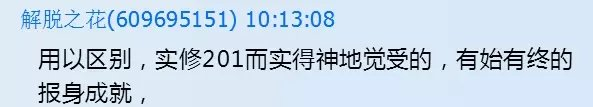 解脱之花(609695151) 10:13:08
用以区别，实修201而实得神地觉受的，有始有终的
报身成就，